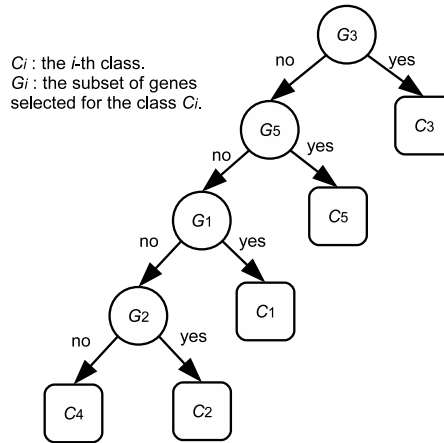 Ci : the i-th class.
Gi : the subset of genes
selected for the class Ci.
G3
no
yes
G5
C3
no
yes
G1
C5
no
yes
G2
C1
no
yes
C4
C2